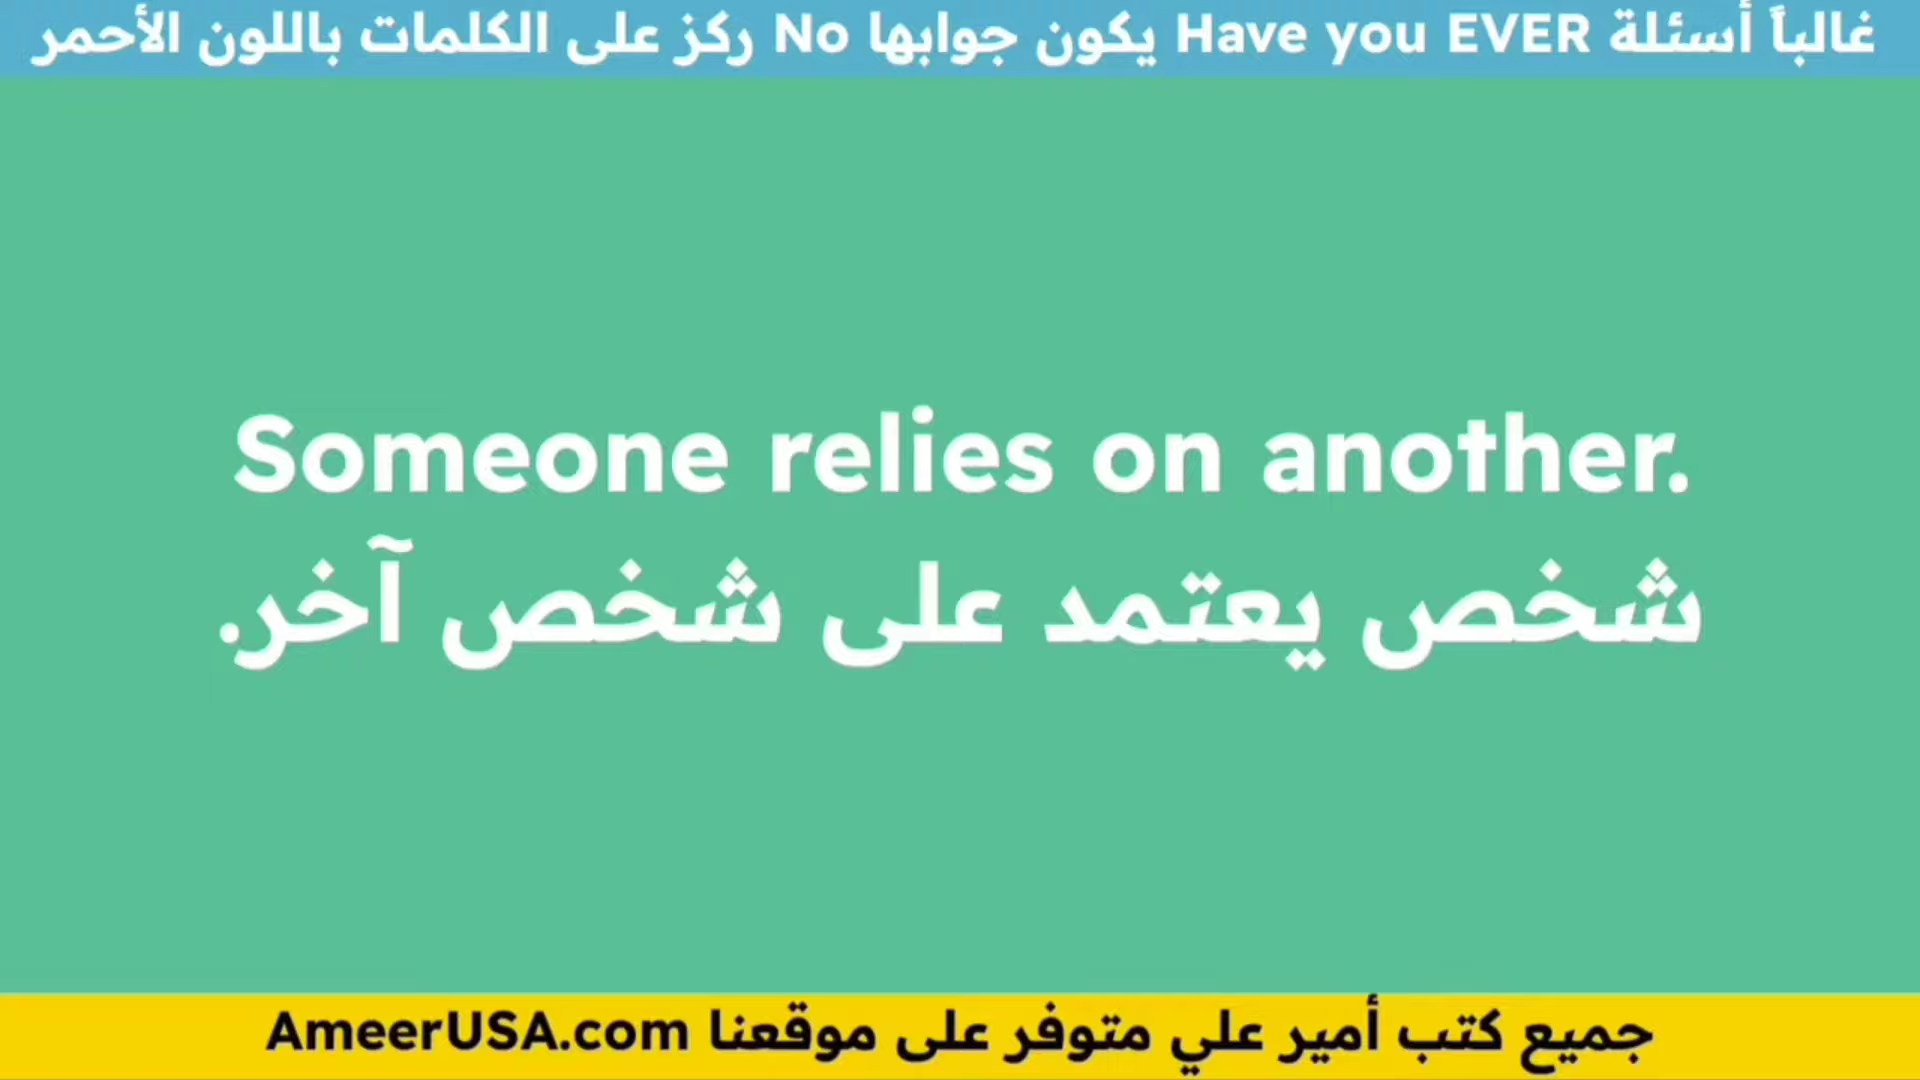 غالباً أسئلة Have you EVER يكون جوابها No ركز على الكلمات باللون الأحمر
Someone relies on another.
شخص يعتمد على شخص آخر.
جميع كتب أمير علي متوفر على موقعنا AmeerUSA.com